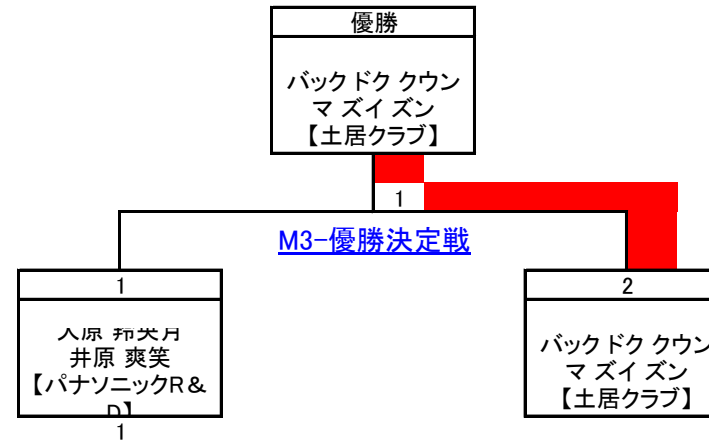 優勝
バック ドク クウン
マ ズイ ズン
【土居クラブ】
1
M3-優勝決定戦
1
2
井原 爽笑
【パナソニックR＆
D】
1
バック ドク クウン
マ ズイ ズン
【土居クラブ】